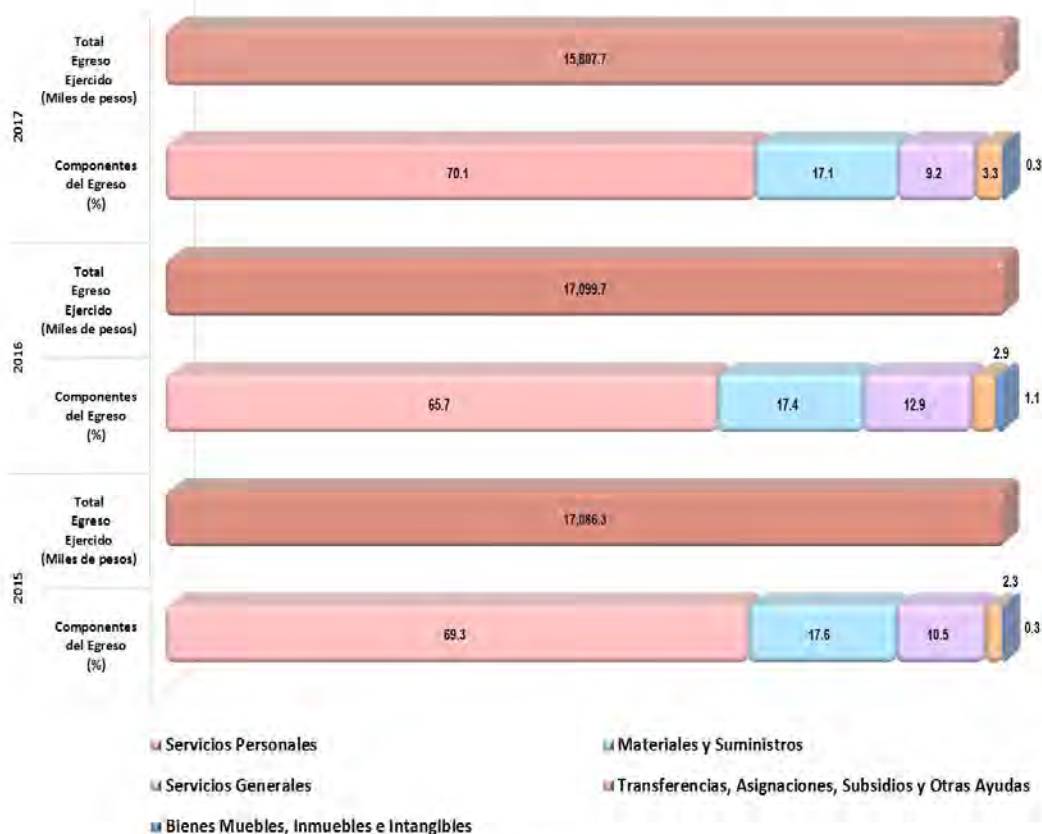 2017
Total
Egreso
Ejercido
(Miles de pesos)
15,807.7
Componentes
del Egreso
(%)
70.1
17.1
9.2
3.3
0.3
2016
Total
Egreso
Ejercido
(Miles de pesos)
17,099.7
Componentes
del Egreso
(%)
65.7
17.4
12.9
2.9
1.1
2015
Total
Egreso
Ejercido
(Miles de pesos)
17,086.3
Componentes
del Egreso
(%)
69.3
17.6
10.5
2.3
0.3
Servicios Personales
Materiales y Suministros
Servicios Generales
Transferencias, Asignaciones, Subsidios y Otras Ayudas
Bienes Muebles, Inmuebles e Intangibles